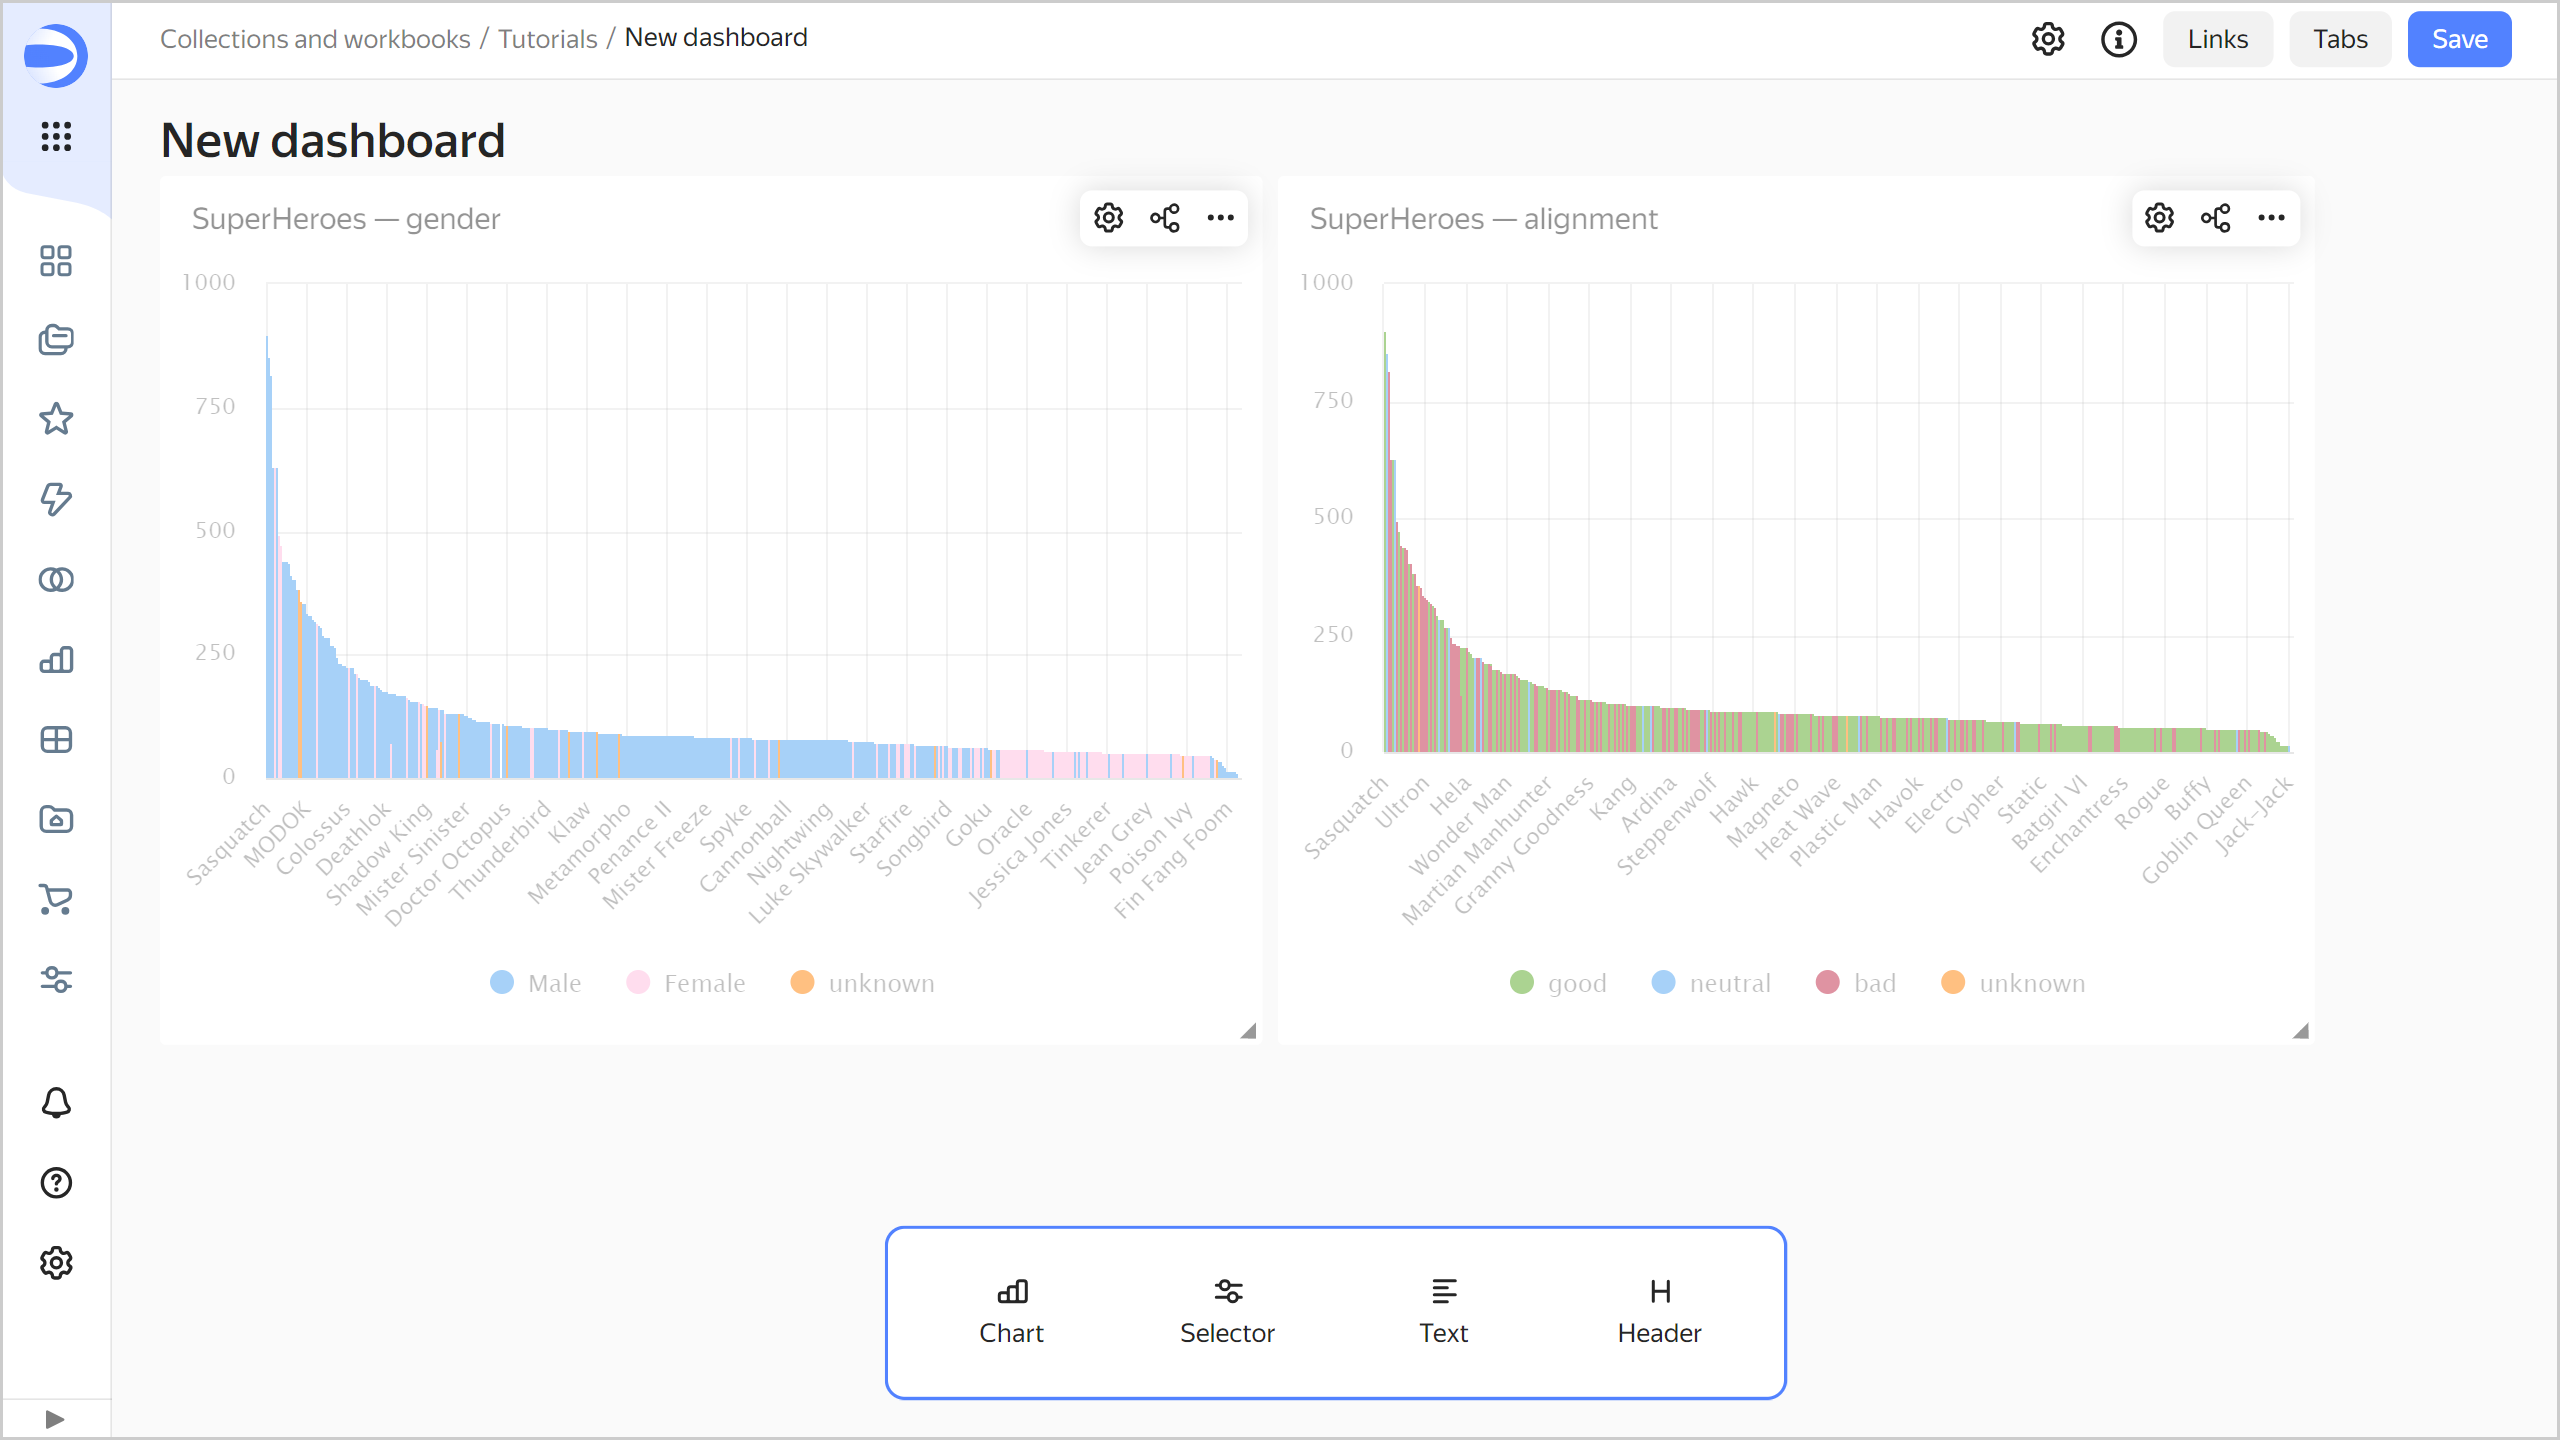 Collections and workbooks / Tutorials / New dashboard
Links
Tabs
Save
New dashboard
SuperHeroes — gender
1000
750
500
250
0
Sasquatch
MODOK
Colossus
Deathlok
Shadow King
Mister Sinister
Doctor Octopus
Thunderbird
Klaw
Metamorpho
Penance II
Mister Freeze
Spyke
Cannonball
Nightwing
Luke Skywalker
Starfire
Songbird
Goku
Oracle
Jessica Jones
Tinkerer
Jean Grey
Poison Ivy
Fin Fang Foom
Male
Female
unknown
SuperHeroes — alignment
1000
750
500
250
0
Sasquatch
Ultron
Hela
Wonder Man
Martian Manhunter
Granny Goodness
Kang
Ardina
Steppenwolf
Hawk
Magneto
Heat Wave
Plastic Man
Havok
Electro
Cypher
Static
Batgirl VI
Enchantress
Rogue
Buffy
Goblin Queen
Jack-Jack
good
neutral
bad
unknown
Chart
Selector
Text
Header